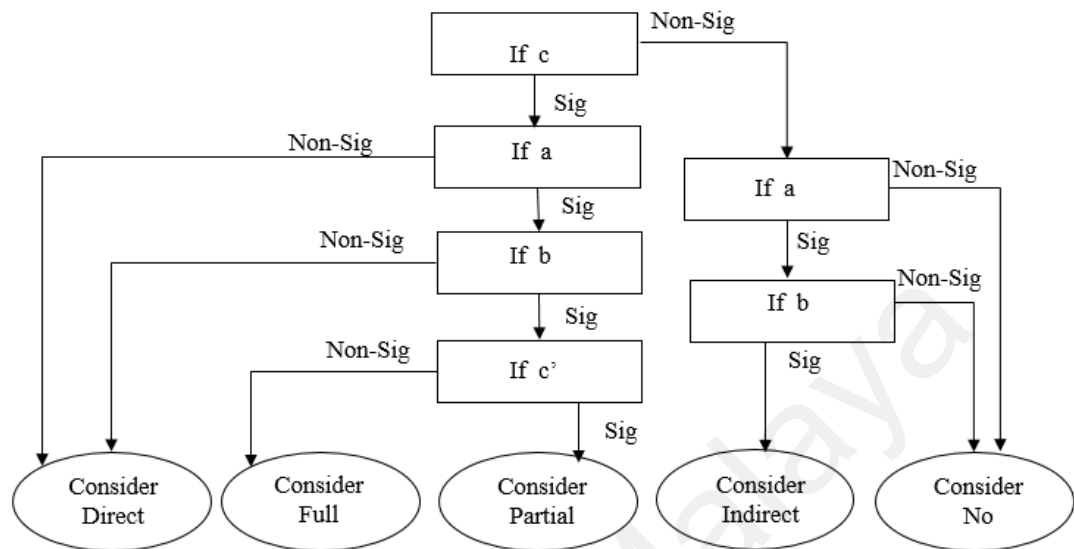 If c
Non-Sig
Sig
Non-Sig
If a
If a
Non-Sig
Sig
Non-Sig
If b
Sig
If b
Non-Sig
Sig
Non-Sig
If c’
Sig
Sig
Consider
Direct
Consider
Full
Consider
Partial
Consider
Indirect
Consider
No
Malaya